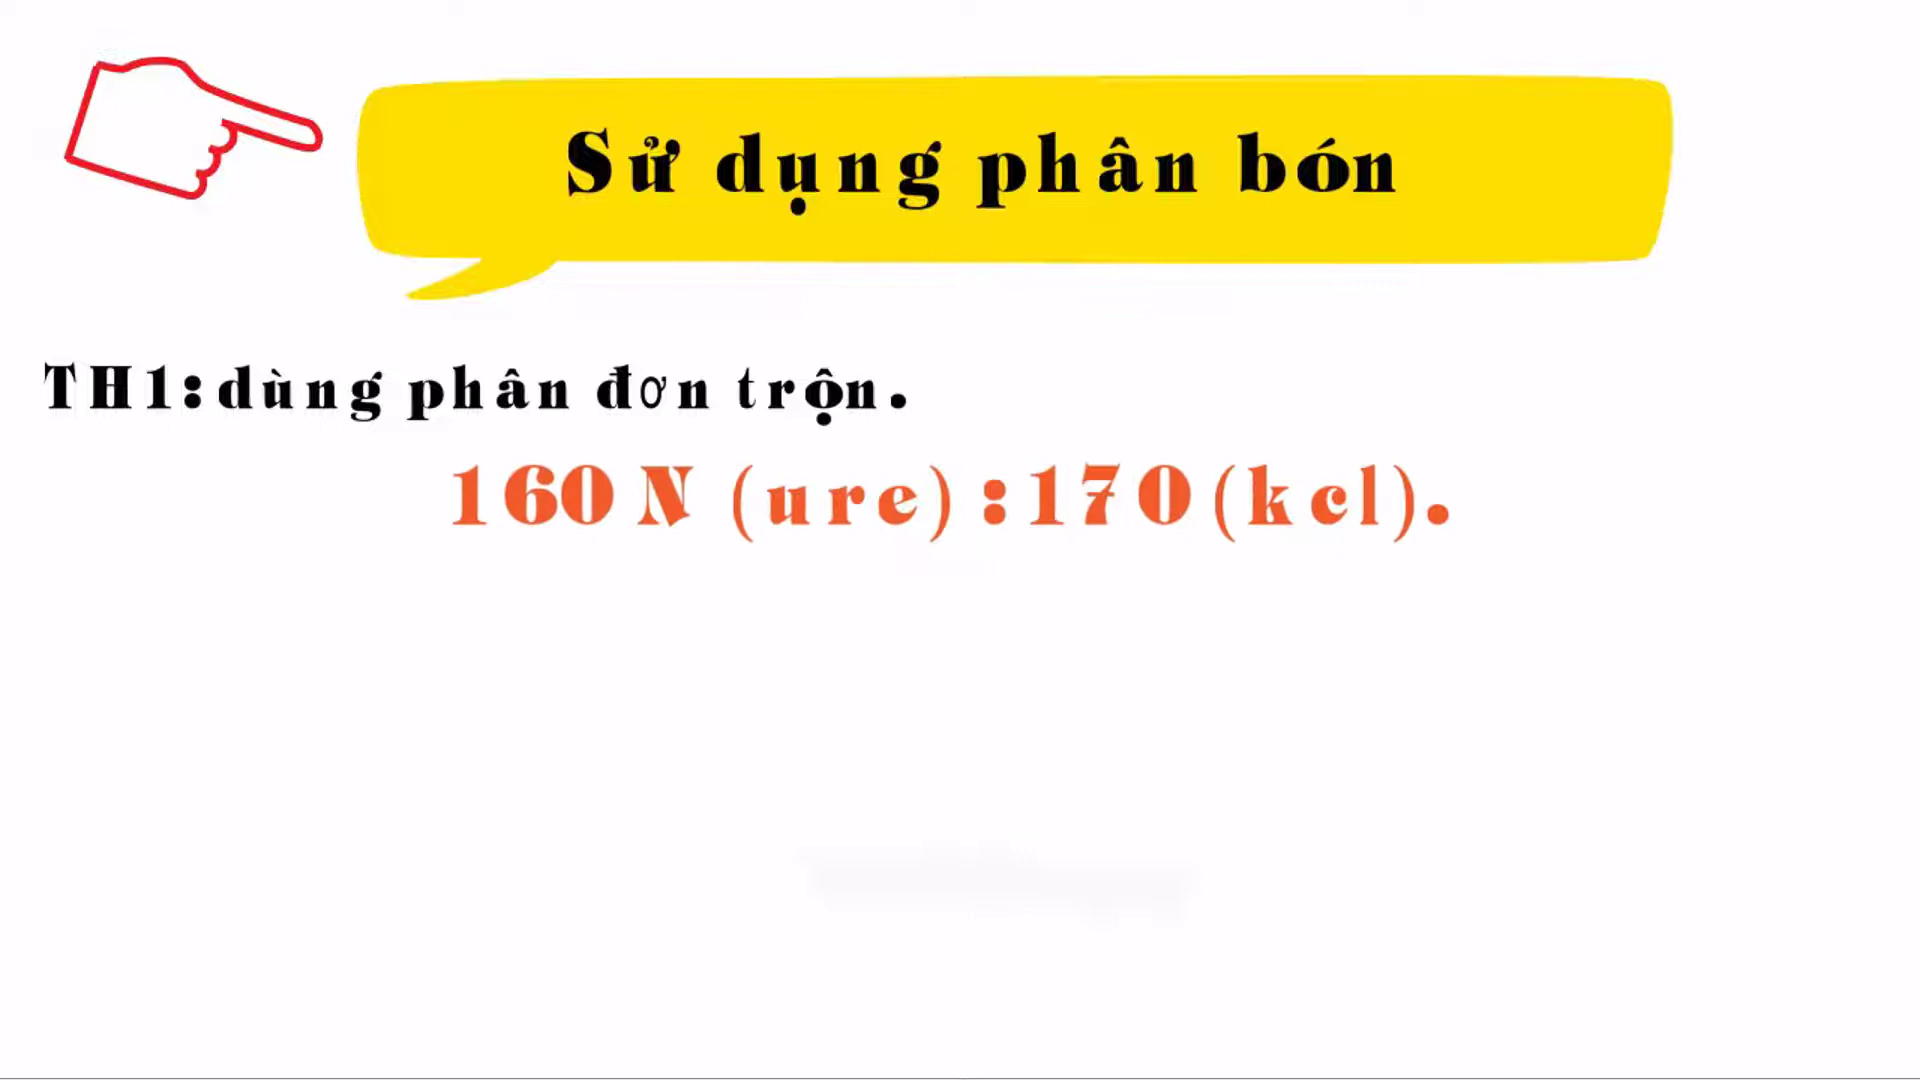 Sử dụng phân bón
TH1:dùng phân đơn trộn.
160 N (ure) :170 (kcl).